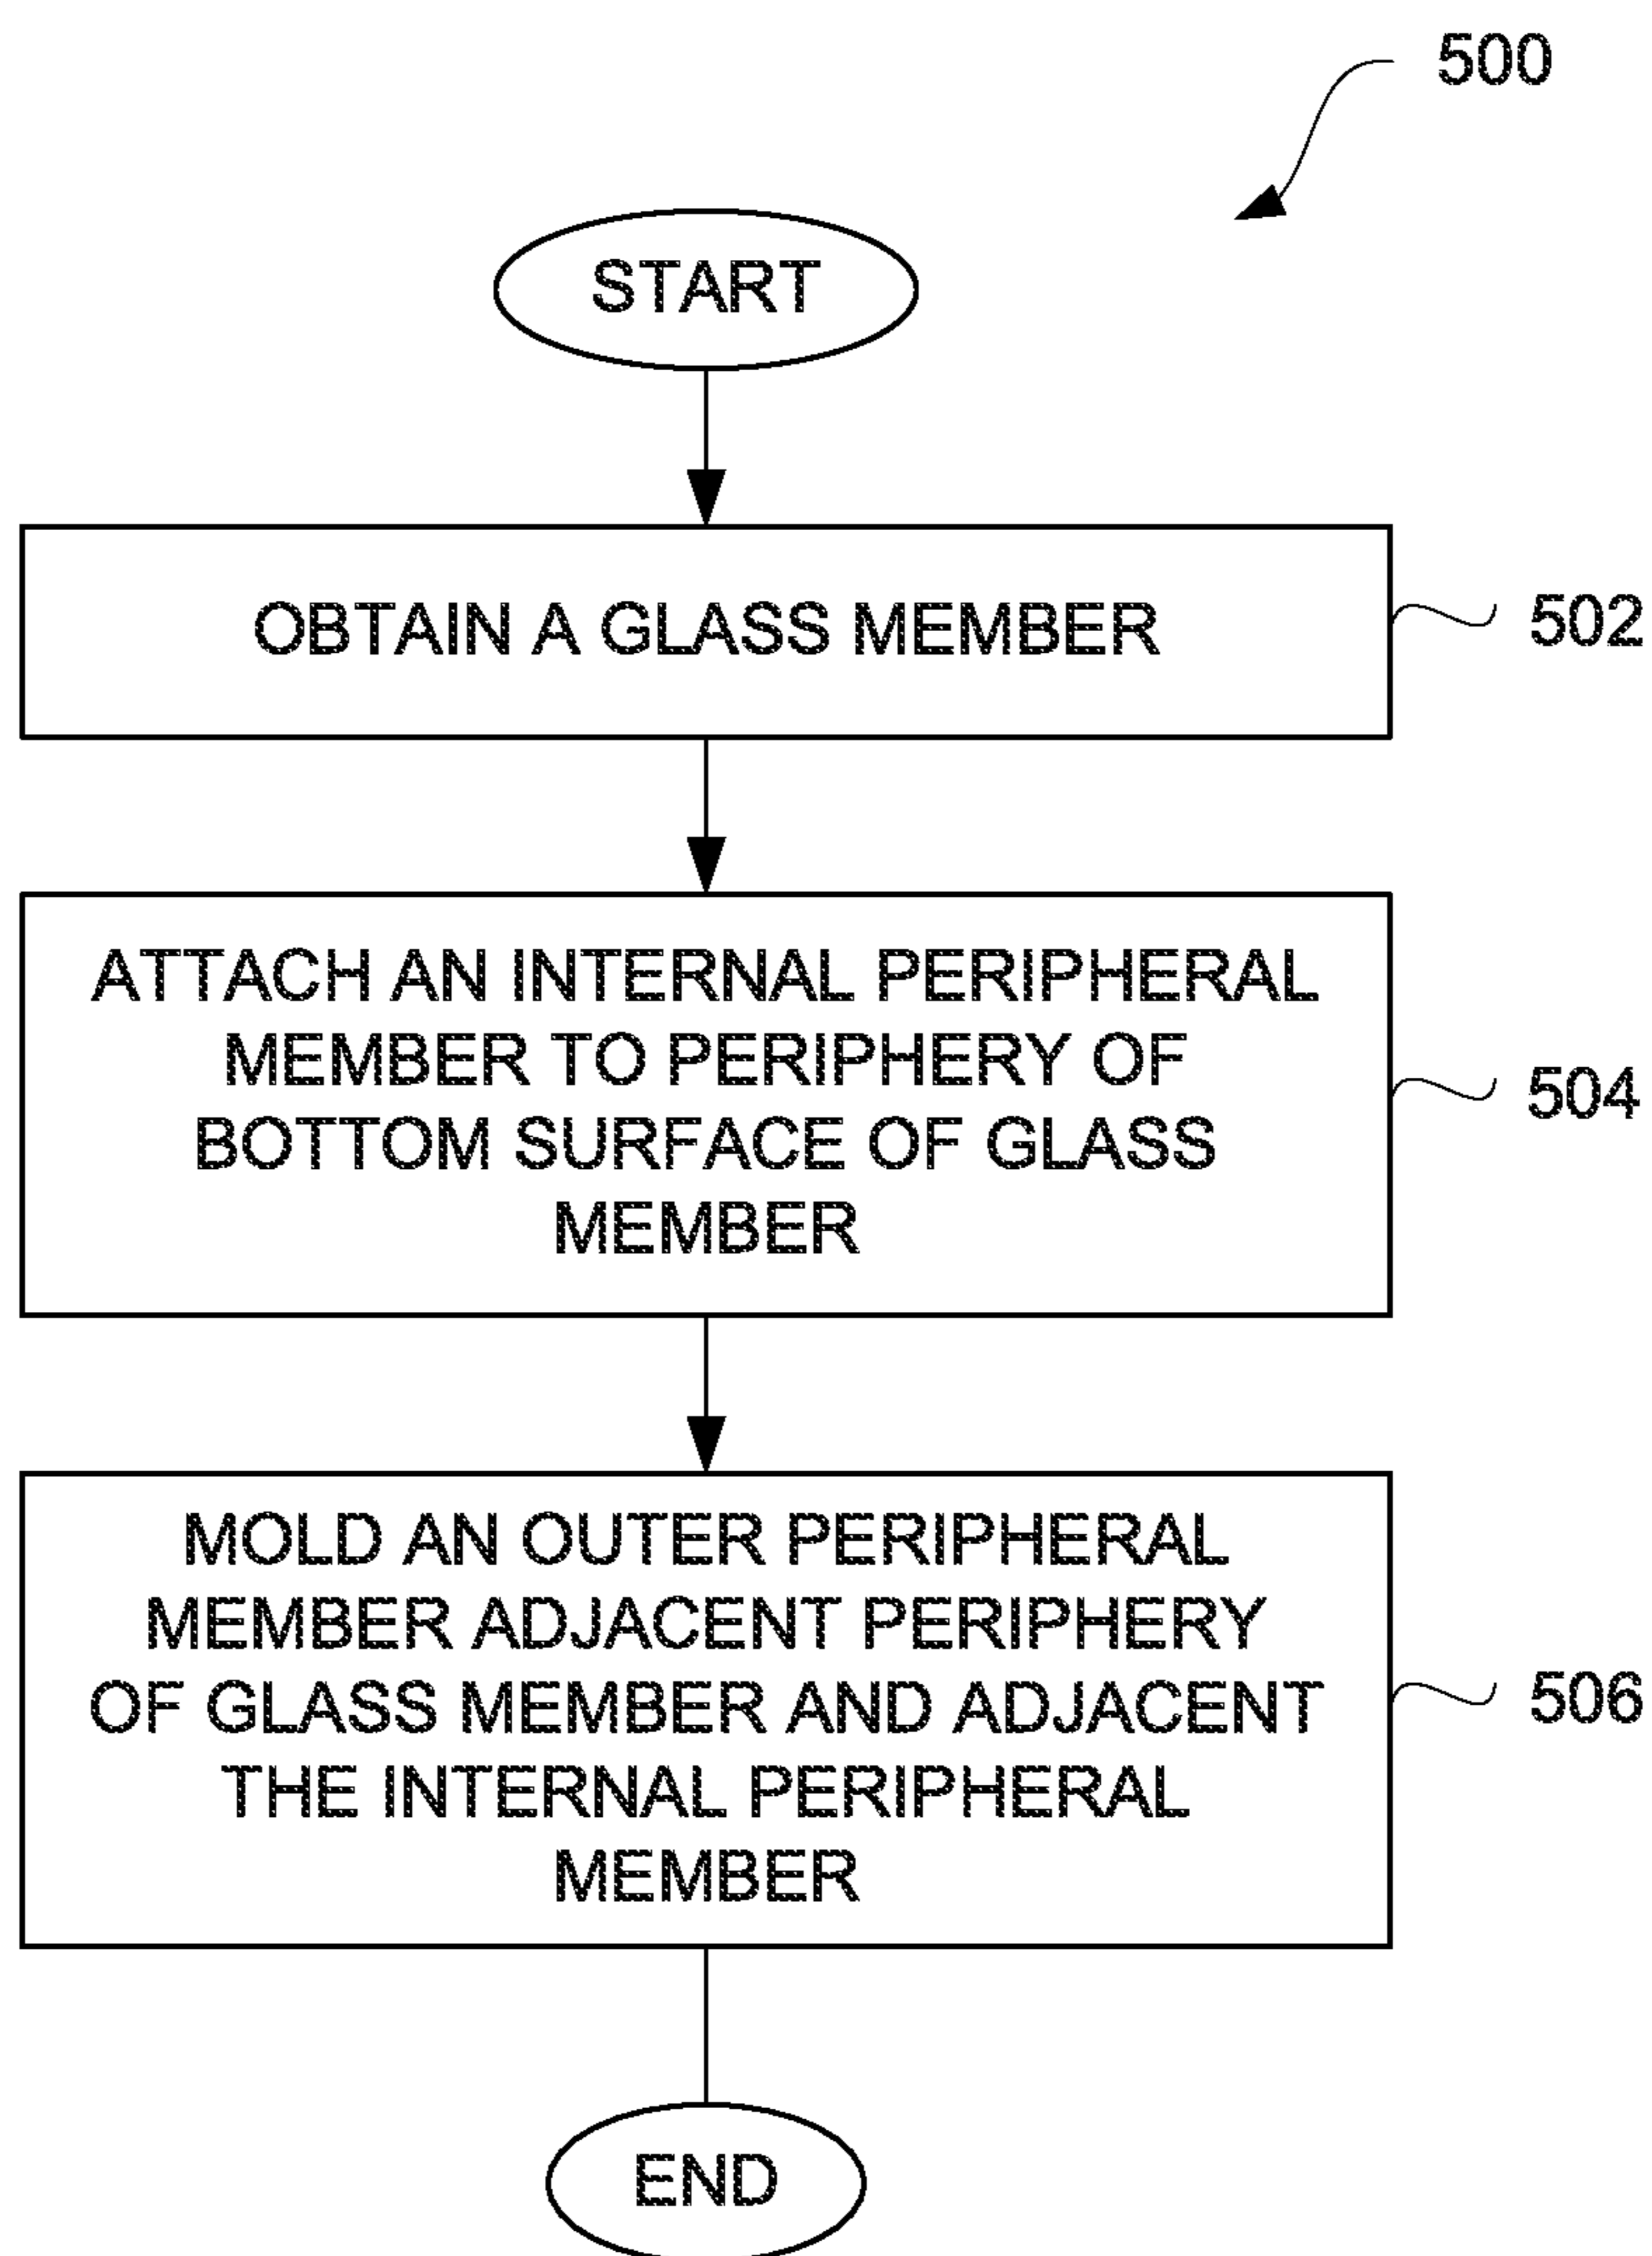 500
START
OBTAIN A GLASS MEMBER
502
ATTACH AN INTERNAL PERIPHERAL
MEMBER TO PERIPHERY OF
BOTTOM SURFACE OF GLASS
MEMBER
504
MOLD AN OUTER PERIPHERAL
MEMBER ADJACENT PERIPHERY
OF GLASS MEMBER AND ADJACENT
THE INTERNAL PERIPHERAL
MEMBER
506
END